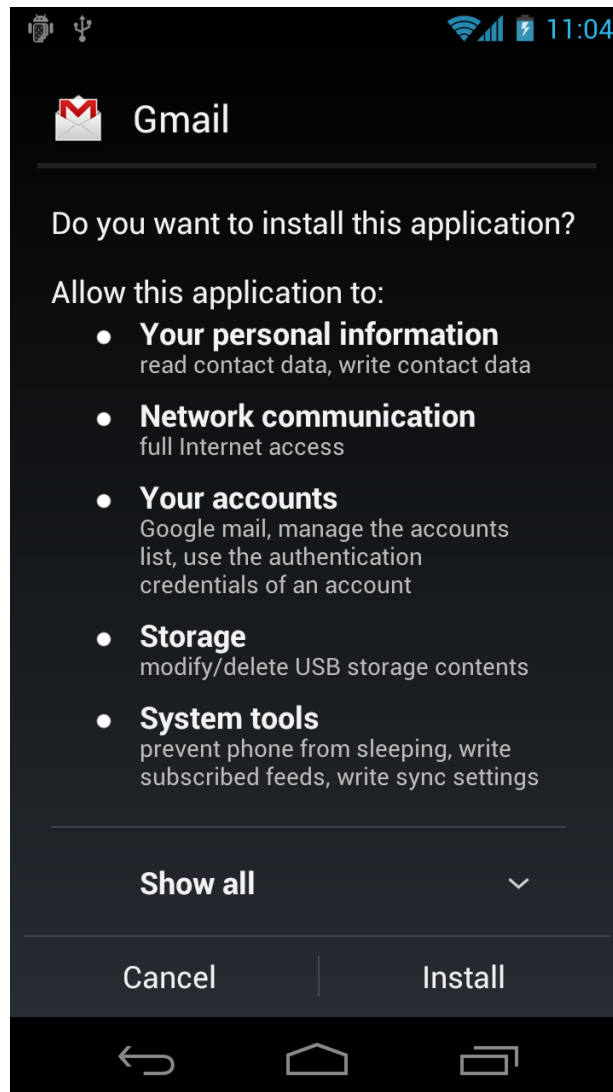 11:04
Gmail
Do you want to install this application?
Allow this application to:
Your personal information
read contact data, write contact data
Network communication
full Internet access
Your accounts
Google mail, manage the accounts
list, use the authentication
credentials of an account
Storage
modify/delete USB storage contents
System tools
prevent phone from sleeping, write
subscribed feeds, write sync settings
Show all
Cancel Install